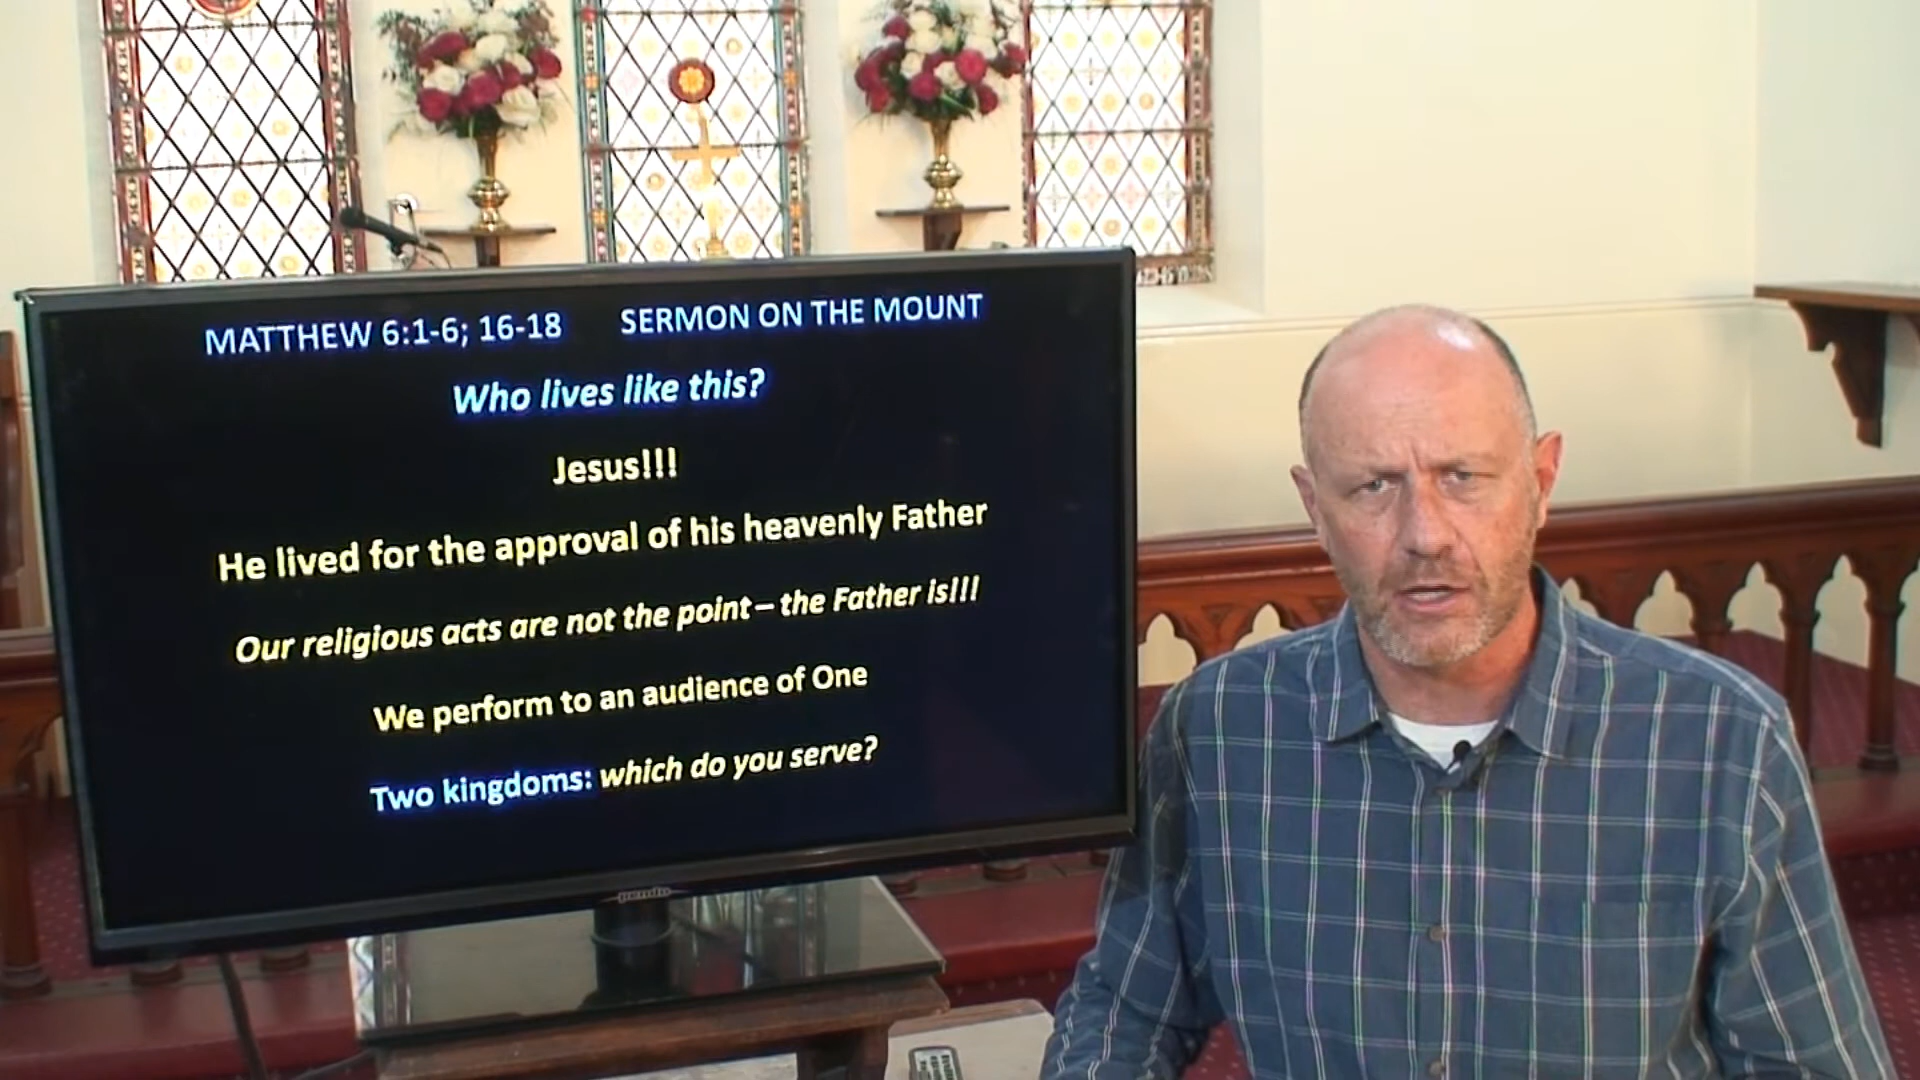 MATTHEW 6:1-6; 16-18 SERMON ON THE MOUNT
Who lives like this?
Jesus!!!
He lived for the approval of his heavenly Father
Our religious acts are not the point – the Father is!!!
We perform to an audience of One
Two kingdoms: which do you serve?
pendo